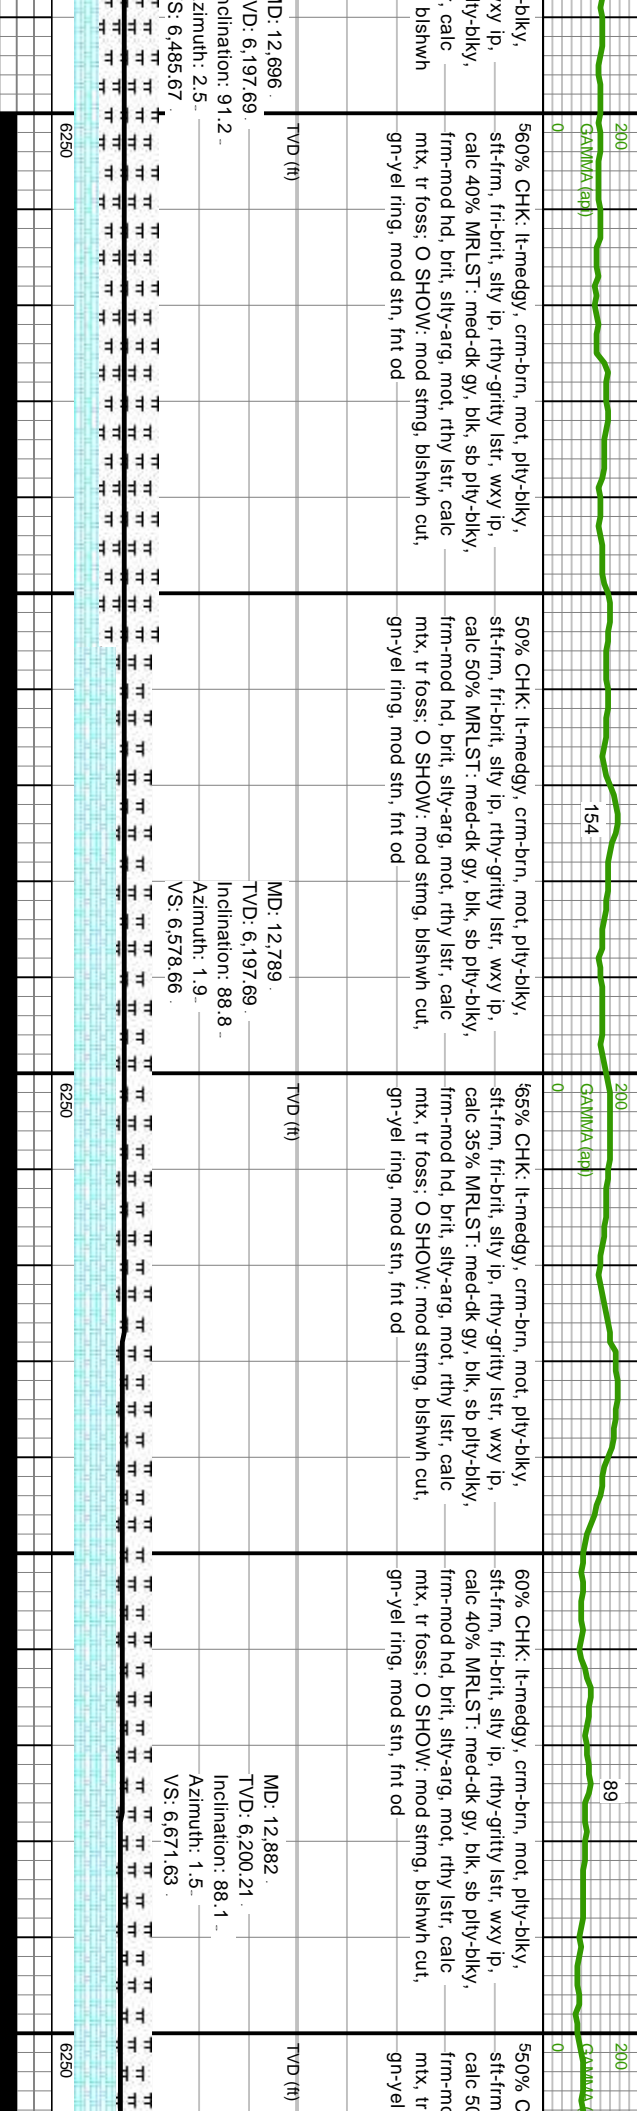 -blky,
wxy ip,
lty-blky,
, calc
blshwh
MD: 12,696
TVD: 6,197.69
Inclination: 91.2
Azimuth: 2.5
VS: 6,485.67
200
GAMMA (api)
0
60% CHK: lt-medgy, crm-brn, mot, plty-blky,
sft-frm, fri-brit, slty ip, rthy-gritty lstr, wxy ip,
calc 40% MRLST: med-dk gy, blk, sb plty-blky,
frm-mod hd, brit, slty-arg, mot, rthy lstr, calc
mtx, tr foss; O SHOW: mod stmg, blshwh cut,
gn-yel ring, mod stn, fnt od
TVD (ft)
6250
50% CHK: lt-medgy, crm-brn, mot, plty-blky,
sft-frm, fri-brit, slty ip, rthy-gritty lstr, wxy ip,
calc 50% MRLST: med-dk gy, blk, sb plty-blky,
frm-mod hd, brit, slty-arg, mot, rthy lstr, calc
mtx, tr foss; O SHOW: mod stmg, blshwh cut,
gn-yel ring, mod stn, fnt od
154
MD: 12,789
TVD: 6,197.69
Inclination: 88.8
Azimuth: 1.9
VS: 6,578.66
200
GAMMA (api)
0
65% CHK: lt-medgy, crm-brn, mot, plty-blky,
sft-frm, fri-brit, slty ip, rthy-gritty lstr, wxy ip,
calc 35% MRLST: med-dk gy, blk, sb plty-blky,
frm-mod hd, brit, slty-arg, mot, rthy lstr, calc
mtx, tr foss; O SHOW: mod stmg, blshwh cut,
gn-yel ring, mod stn, fnt od
TVD (ft)
6250
60% CHK: lt-medgy, crm-brn, mot, plty-blky,
sft-frm, fri-brit, slty ip, rthy-gritty lstr, wxy ip,
calc 40% MRLST: med-dk gy, blk, sb plty-blky,
frm-mod hd, brit, slty-arg, mot, rthy lstr, calc
mtx, tr foss; O SHOW: mod stmg, blshwh cut,
gn-yel ring, mod stn, fnt od
89
MD: 12,882
TVD: 6,200.21
Inclination: 88.1
Azimuth: 1.5
VS: 6,671.63
200
GAMMA (
0
50% C
sft-frm
calc 50
frm-mo
mtx, tr
gn-yel
TVD (ft)
6250